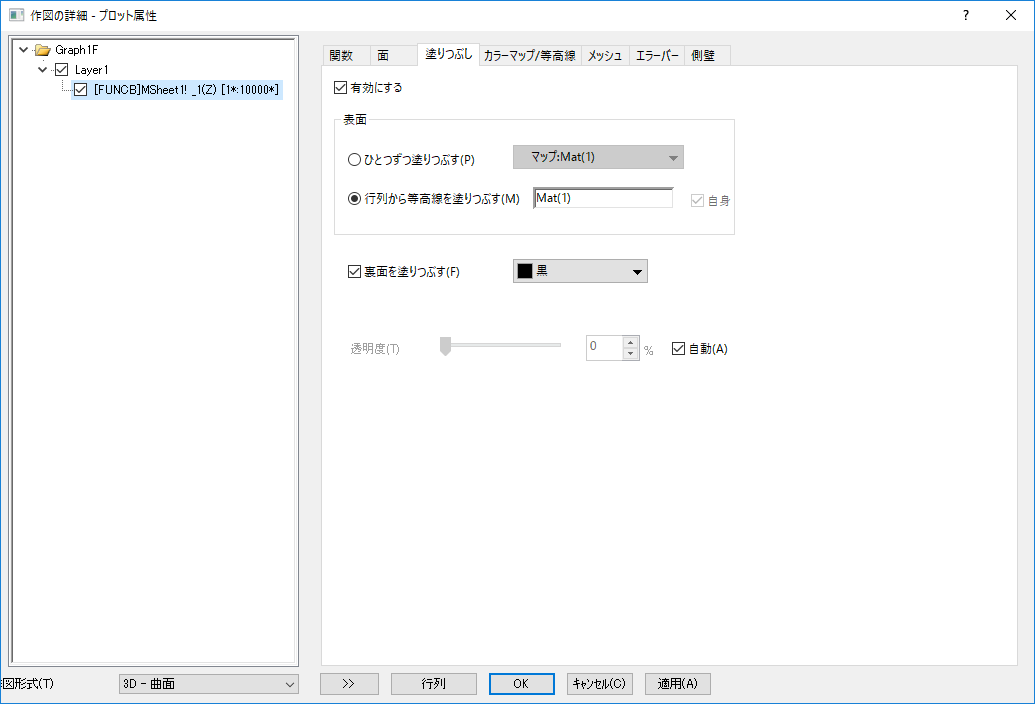 作図の詳細 - プロット属性
?
Graph1F
Layer1
[FUNCB]MSheet1! _1(Z) [1*:10000*]
関数 面 塗りつぶし カラーマップ/等高線 メッシュ エラーバー 側壁
有効にする
表面
ひとつずつ塗りつぶす(P) マップ:Mat(1)
行列から等高線を塗りつぶす(M) Mat(1) 自身
裏面を塗りつぶす(F) 黒
透明度(T) 0 % 自動(A)
図形式(T) 3D - 曲面 >> 行列 OK キャンセル(C) 適用(A)